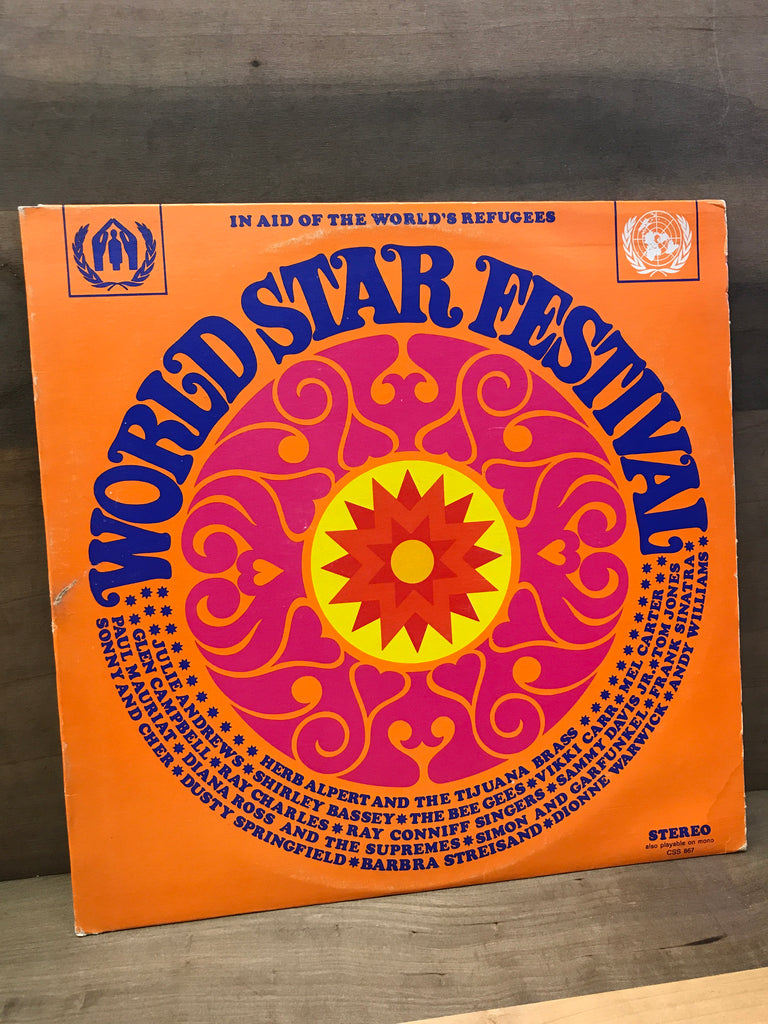 IN AID OF THE WORLD'S REFUGEES
WORLD STAR FESTIVAL
JULIE ANDREWS * HERB ALPERT AND THE TIJUANA BRASS
GLEN CAMPBELL * SHIRLEY BASSEY * THE BEE GEES * VIKKI CARR * MEL CARTER
PAUL MAURIAT * RAY CHARLES * RAY CONNIFF SINGERS * SAMMY DAVIS JR. * TOM JONES
SONNY AND CHER * DIANA ROSS AND THE SUPREMES * SIMON AND GARFUNKEL * FRANK SINATRA *
DUSTY SPRINGFIELD * BARBRA STREISAND * DIONNE WARWICK * ANDY WILLIAMS *
STEREO
also playable on mono
CSS 867